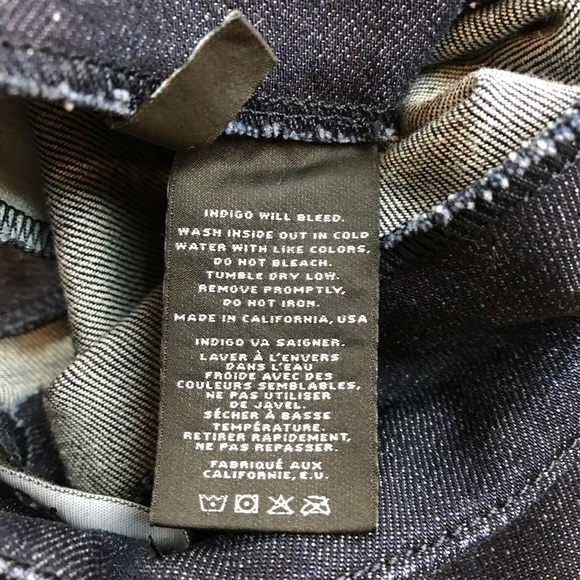 INDIGO WILL BLEED.
WASH INSIDE OUT IN COLD
WATER WITH LIKE COLORS,
DO NOT BLEACH.
TUMBLE DRY LOW.
REMOVE PROMPTLY,
DO NOT IRON.
MADE IN CALIFORNIA, USA
INDIGO VA SAIGNER.
LAVER À L'ENVERS
DANS L'EAU
FROIDE AVEC DES
COULEURS SEMBLABLES,
NE PAS UTILISER
DE JAVEL.
SÉCHER À BASSE
TEMPÉRATURE.
RETIRER RAPIDEMENT,
NE PAS REPASSER.
FABRIQUÉ AUX
CALIFORNIE, E.U.